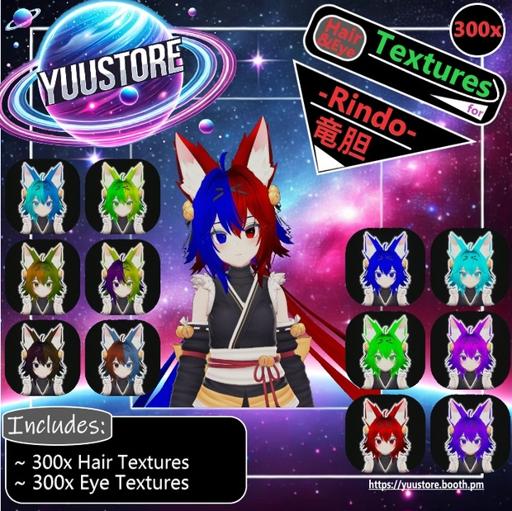 YUUSTORE
300x
Hair
&Eye
Textures
for
-Rindo-
竜胆
Includes:
~ 300x Hair Textures
~ 300x Eye Textures
https://yuustore.booth.pm